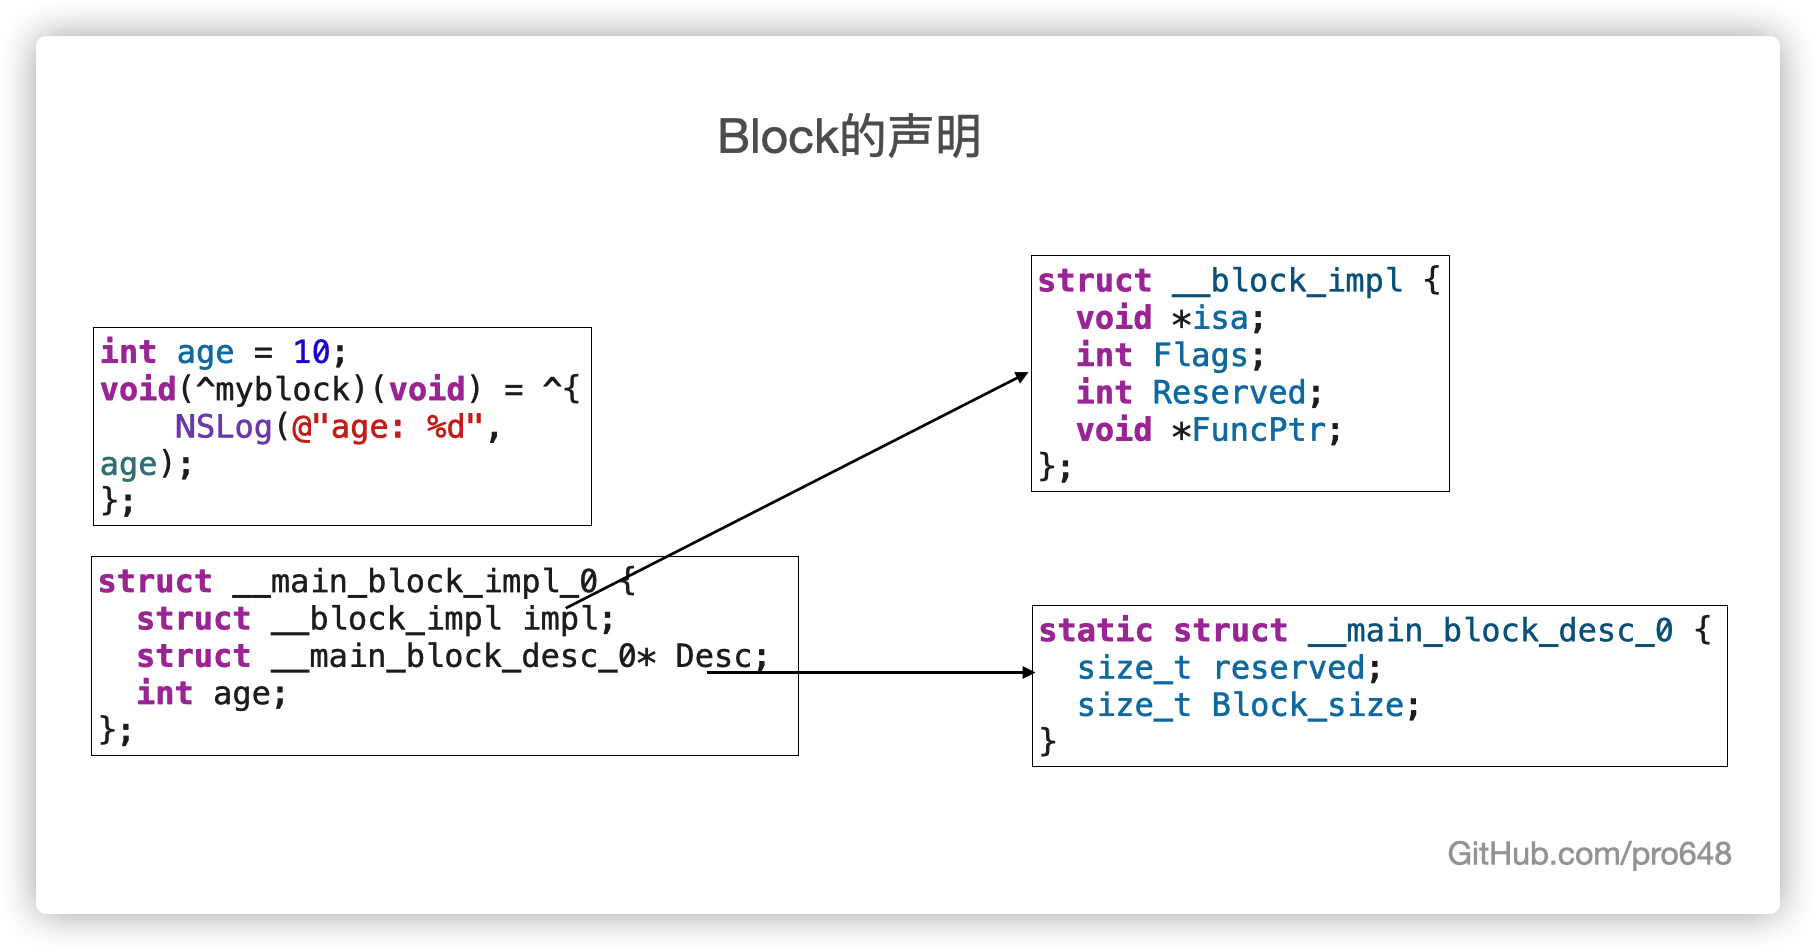 Block的声明
int age = 10;
void(^myblock)(void) = ^{
    NSLog(@"age: %d",
age);
};
struct __main_block_impl_0 {
  struct __block_impl impl;
  struct __main_block_desc_0* Desc;
  int age;
};
struct __block_impl {
  void *isa;
  int Flags;
  int Reserved;
  void *FuncPtr;
};
static struct __main_block_desc_0 {
  size_t reserved;
  size_t Block_size;
}
GitHub.com/pro648